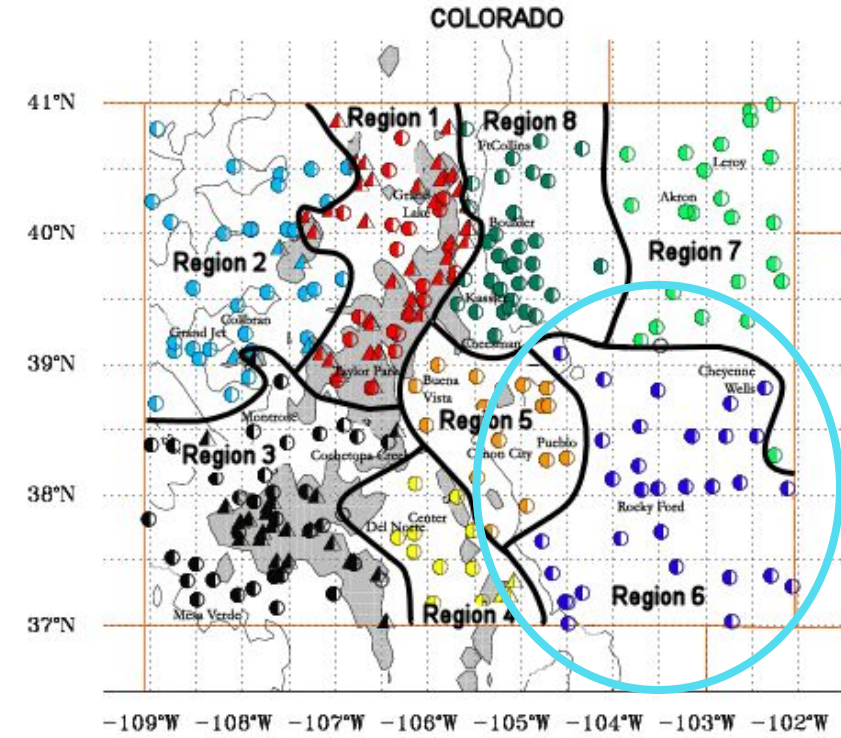 COLORADO
41°N
Region 1
Region 8
FtCollins
Leroy
Grand
Lake
Akron
Boulder
40°N
Region 2
Region 7
Kassler
Collbran
Grand Jct
Cheesman
39°N
Taylor Park
Buena
Vista
Cheyenne
Wells
Montrose
Region 5
Region 3
Cochetopa Creek
Canon City
Pueblo
38°N
Rocky Ford
Del Norte
Center
Mesa Verde
Region 4
Region 6
37°N
-109°W -108°W -107°W -106°W -105°W -104°W -103°W -102°W